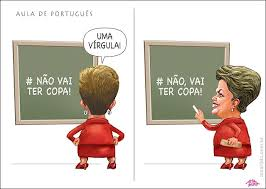 AULA DE PORTUGUÊS
UMA
VÍRGULA!
# NÃO VAI
TER COPA!
# NÃO, VAI
TER COPA!